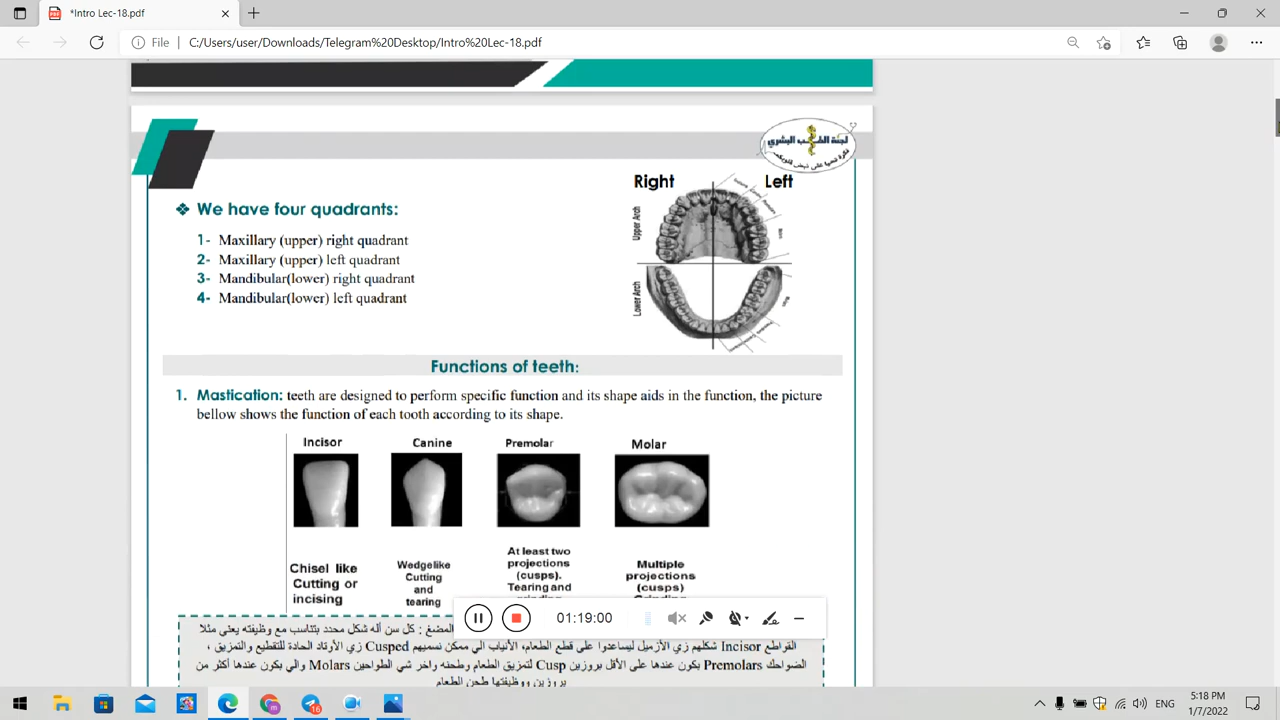 *Intro Lec-18.pdf
File | C:/Users/user/Downloads/Telegram%20Desktop/Intro%20Lec-18.pdf
لجنة الطب البشري
Right Left
Upper Arch
Lower Arch
❖ We have four quadrants:
1- Maxillary (upper) right quadrant
2- Maxillary (upper) left quadrant
3- Mandibular(lower) right quadrant
4- Mandibular(lower) left quadrant
Functions of teeth:
1. Mastication: teeth are designed to perform specific function and its shape aids in the function, the picture
bellow shows the function of each tooth according to its shape.
Incisor Canine Premolar Molar
Chisel like
Cutting or
incising
Wedgelike
Cutting
and
tearing
At least two
projections
(cusps).
Tearing and
Multiple
projections
(cusps)
01:19:00
المضغ : كل سن أله شكل محدد بتناسب مع وظيفته يعني مثلا
القواطع Incisor شكلهم زي الأزميل ليساعدوا على قطع الطعام، الأنياب الي ممكن نسميهم Cusped زي الأوتاد الحادة للتقطيع والتمزيق ،
الضواحك Premolars بكون عندها على الأقل بروزين Cusp لتمزيق الطعام وطحنه واخر شي الطواحين Molars والي بكون عندها أكثر من
بروزين ووظيفتها طحن الطعام
16
ENG
5:18 PM
1/7/2022